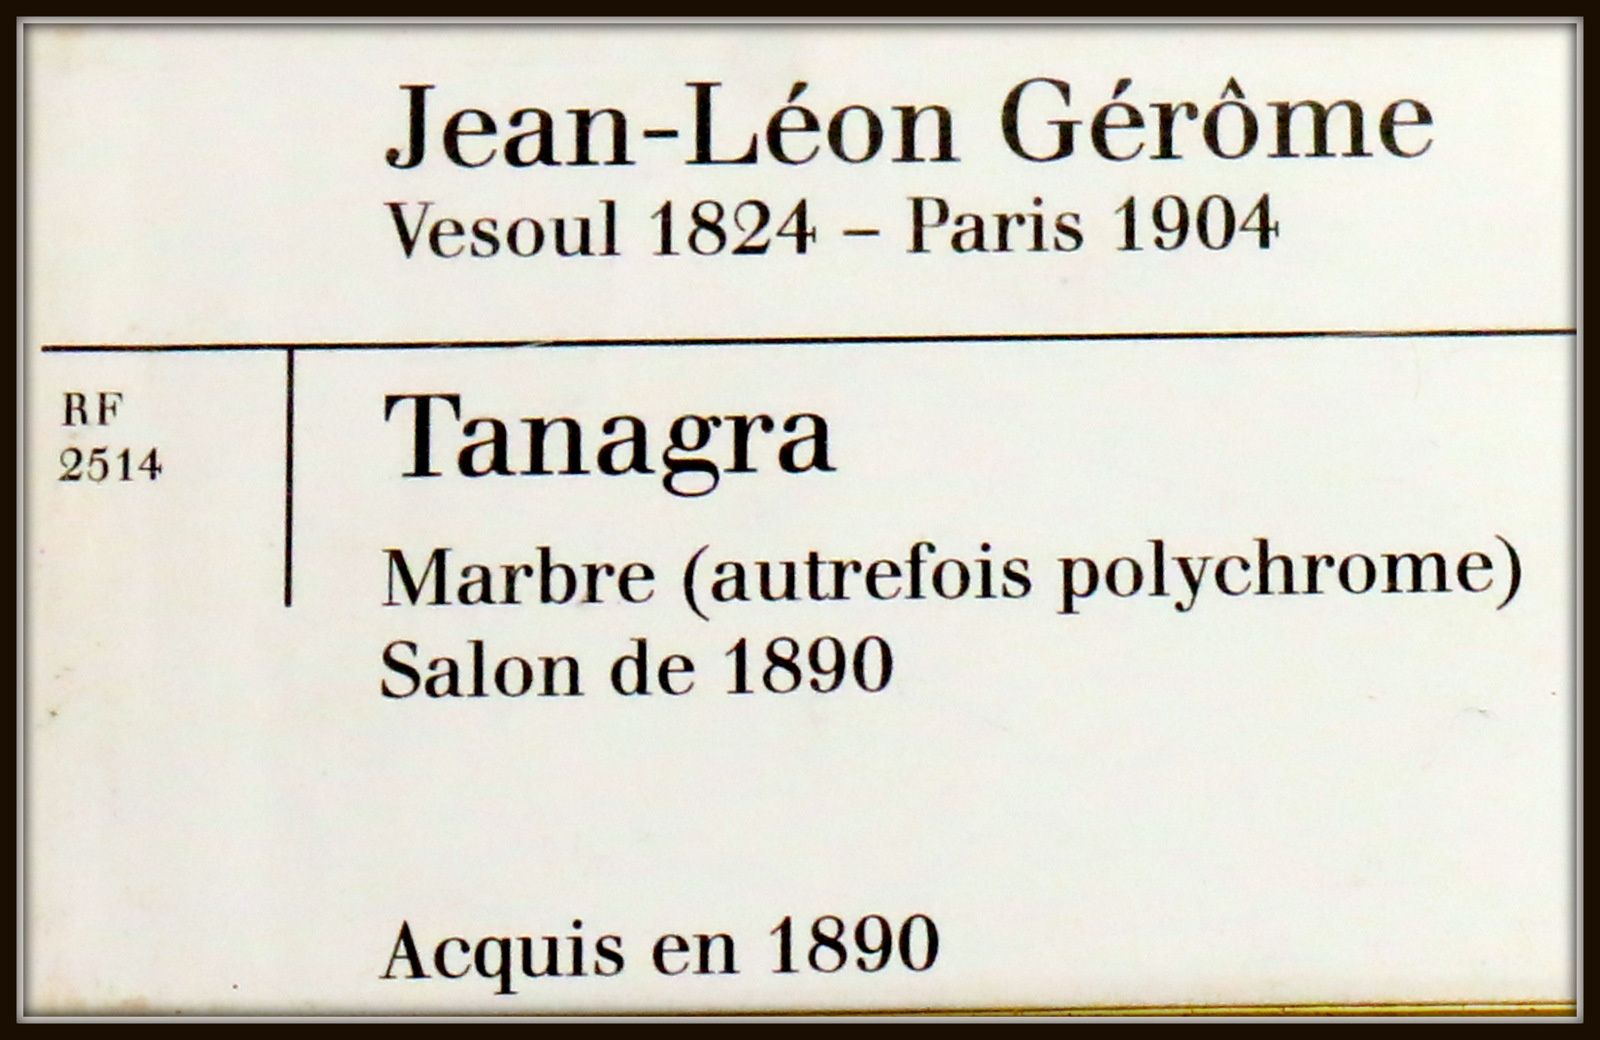 Jean-Léon Gérôme
Vesoul 1824 – Paris 1904
RF
2514
Tanagra
Marbre (autrefois polychrome)
Salon de 1890
Acquis en 1890